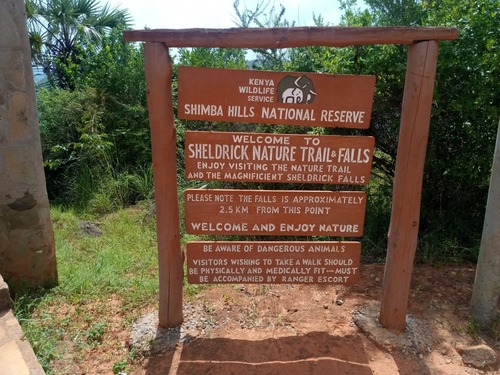 KENYA
WILDLIFE
SERVICE
SHIMBA HILLS NATIONAL RESERVE
WELCOME TO
SHELDRICK NATURE TRAIL & FALLS
ENJOY VISITING THE NATURE TRAIL
AND THE MAGNIFICIENT SHELDRICK FALLS
PLEASE NOTE THE FALLS IS APPROXIMATELY
2.5 KM FROM THIS POINT
WELCOME AND ENJOY NATURE
BE AWARE OF DANGEROUS ANIMALS
VISITORS WISHING TO TAKE A WALK SHOULD
BE PHYSICALLY AND MEDICALLY FIT---MUST
BE ACCOMPANIED BY RANGER ESCORT